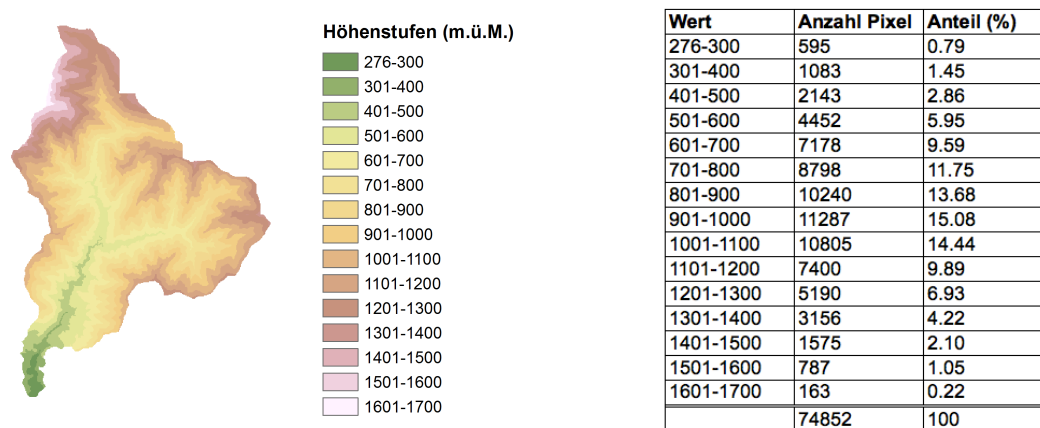 Höhenstufen (m.ü.M.)
276-300
301-400
401-500
501-600
601-700
701-800
801-900
901-1000
1001-1100
1101-1200
1201-1300
1301-1400
1401-1500
1501-1600
1601-1700
Wert Anzahl Pixel Anteil (%)
276-300 595 0.79
301-400 1083 1.45
401-500 2143 2.86
501-600 4452 5.95
601-700 7178 9.59
701-800 8798 11.75
801-900 10240 13.68
901-1000 11287 15.08
1001-1100 10805 14.44
1101-1200 7400 9.89
1201-1300 5190 6.93
1301-1400 3156 4.22
1401-1500 1575 2.10
1501-1600 787 1.05
1601-1700 163 0.22
74852 100